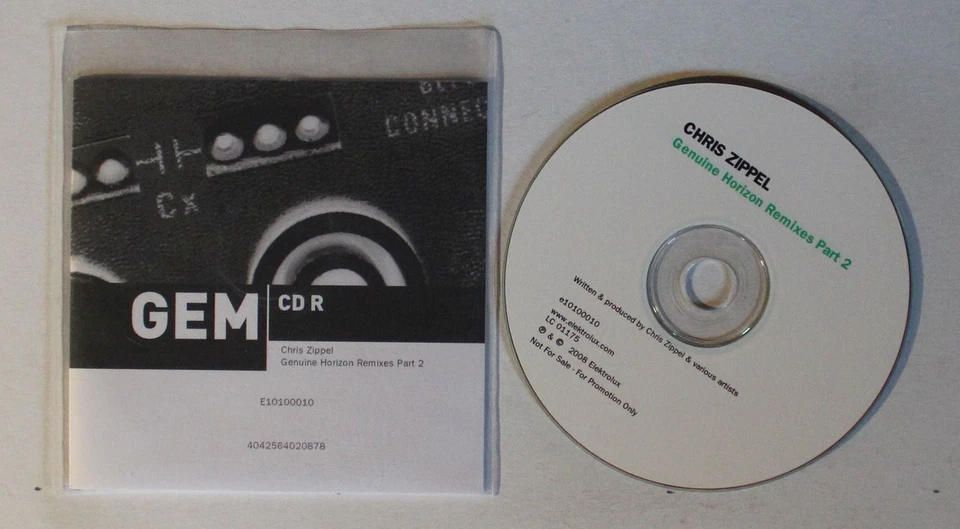 CONNEC
Cx
GEM
CD R
Chris Zippel
Genuine Horizon Remixes Part 2
E10100010
4042564020878
CHRIS ZIPPEL
Genuine Horizon Remixes Part 2
Written & produced by Chris Zippel & various artists
e10100010
www.elektrolux.com
LC 01175
℗ & © 2008 Elektrolux
Not For Sale - For Promotion Only